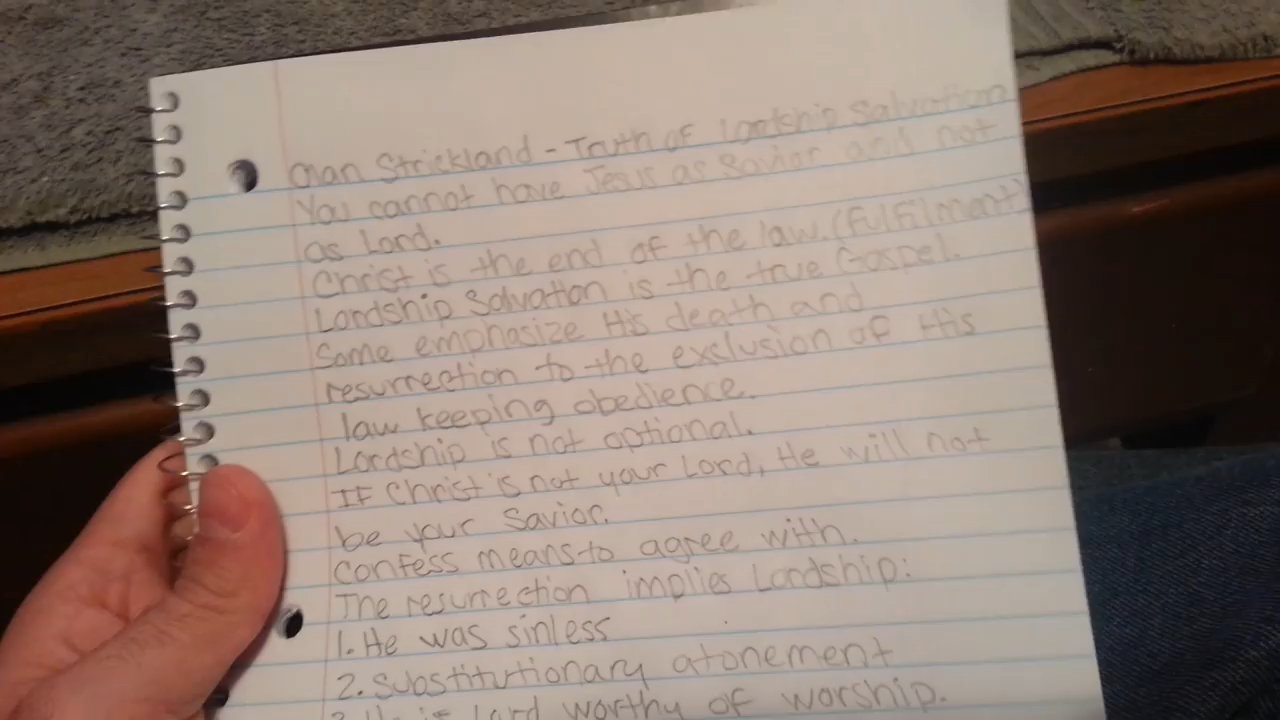 Strickland - Truth of Lordship Salvation
You cannot have Jesus as Savior and not
as Lord.
Christ is the end of the law. (Fulfilment)
Lordship Salvation is the true Gospel.
Some emphasize His death and
resurrection to the exclusion of His
law keeping obedience.
Lordship is not optional.
IF Christ is not your Lord, He will not
be your Savior.
Confess means to agree with.
The resurrection implies Lordship:
1. He was sinless
2. Substitutionary atonement
3. He is Lord worthy of worship.